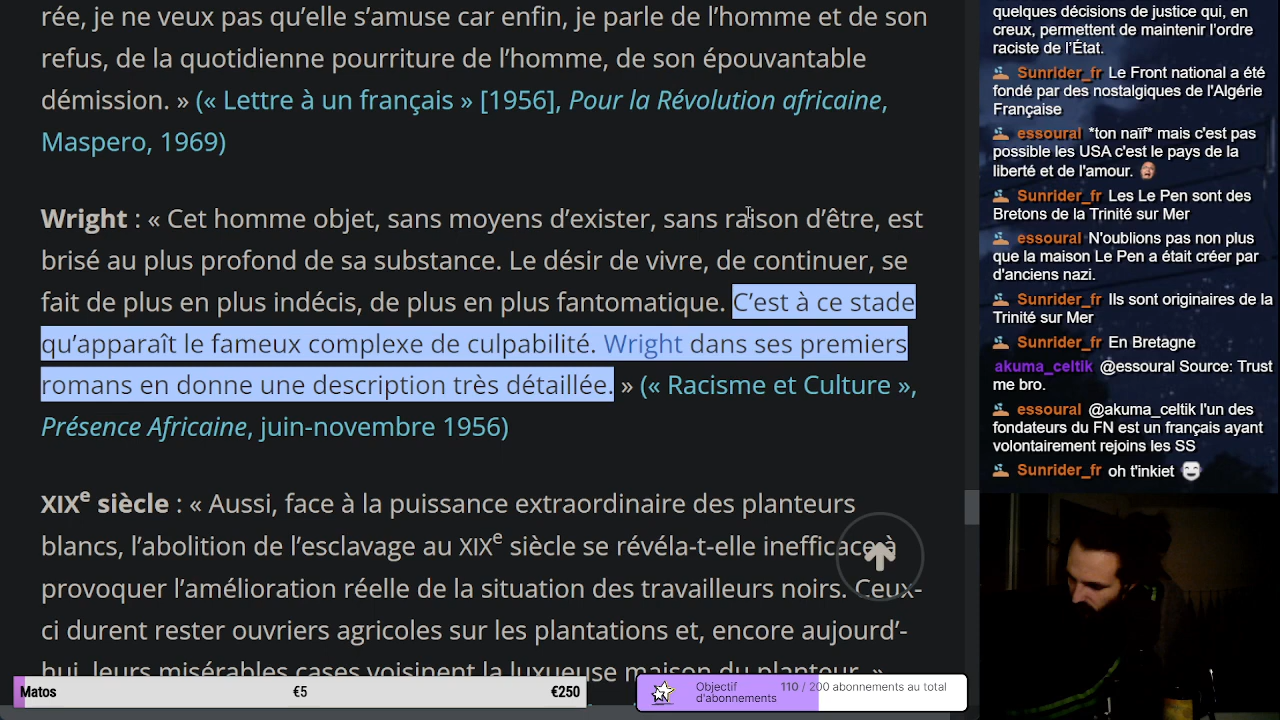 rée, je ne veux pas qu’elle s’amuse car enfin, je parle de l’homme et de son
refus, de la quotidienne pourriture de l’homme, de son épouvantable
démission. » (« Lettre à un français » [1956], Pour la Révolution africaine,
Maspero, 1969)
Wright : « Cet homme objet, sans moyens d’exister, sans raison d’être, est
brisé au plus profond de sa substance. Le désir de vivre, de continuer, se
fait de plus en plus indécis, de plus en plus fantomatique. C’est à ce stade
qu’apparaît le fameux complexe de culpabilité. Wright dans ses premiers
romans en donne une description très détaillée. » (« Racisme et Culture »,
Présence Africaine, juin-novembre 1956)
XIXe siècle : « Aussi, face à la puissance extraordinaire des planteurs
blancs, l’abolition de l’esclavage au XIXe siècle se révéla-t-elle inefficace à
provoquer l’amélioration réelle de la situation des travailleurs noirs. Ceux-
ci durent rester ouvriers agricoles sur les plantations et, encore aujourd’-
hui, leurs misérables cases voisinent la luxueuse maison du planteur. »
Matos €5 €250
Objectif d'abonnements 110 / 200 abonnements au total
quelques décisions de justice qui, en
creux, permettent de maintenir l’ordre
raciste de l’État.
Sunrider_fr Le Front national a été
fondé par des nostalgiques de l'Algérie
Française
essoural *ton naïf* mais c'est pas
possible les USA c'est le pays de la
liberté et de l'amour.
Sunrider_fr Les Le Pen sont des
Bretons de la Trinité sur Mer
essoural N'oublions pas non plus
que la maison Le Pen a était créer par
d'anciens nazi.
Sunrider_fr Ils sont originaires de la
Trinité sur Mer
Sunrider_fr En Bretagne
akuma_celtik @essoural Source: Trust
me bro.
essoural @akuma_celtik l'un des
fondateurs du FN est un français ayant
volontairement rejoins les SS
Sunrider_fr oh t'inkiet